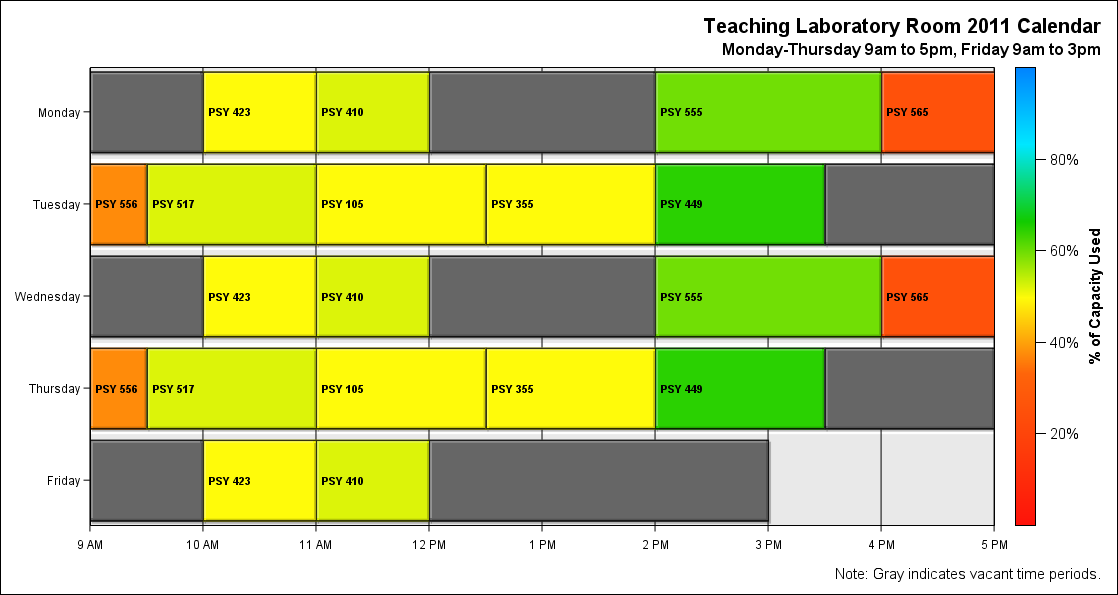 Teaching Laboratory Room 2011 Calendar
Monday-Thursday 9am to 5pm, Friday 9am to 3pm
Monday
PSY 423 PSY 410 PSY 555 PSY 565
Tuesday
PSY 556 PSY 517 PSY 105 PSY 355 PSY 449
Wednesday
PSY 423 PSY 410 PSY 555 PSY 565
Thursday
PSY 556 PSY 517 PSY 105 PSY 355 PSY 449
Friday
PSY 423 PSY 410
9 AM 10 AM 11 AM 12 PM 1 PM 2 PM 3 PM 4 PM 5 PM
80%
60%
40%
20%
% of Capacity Used
Note: Gray indicates vacant time periods.